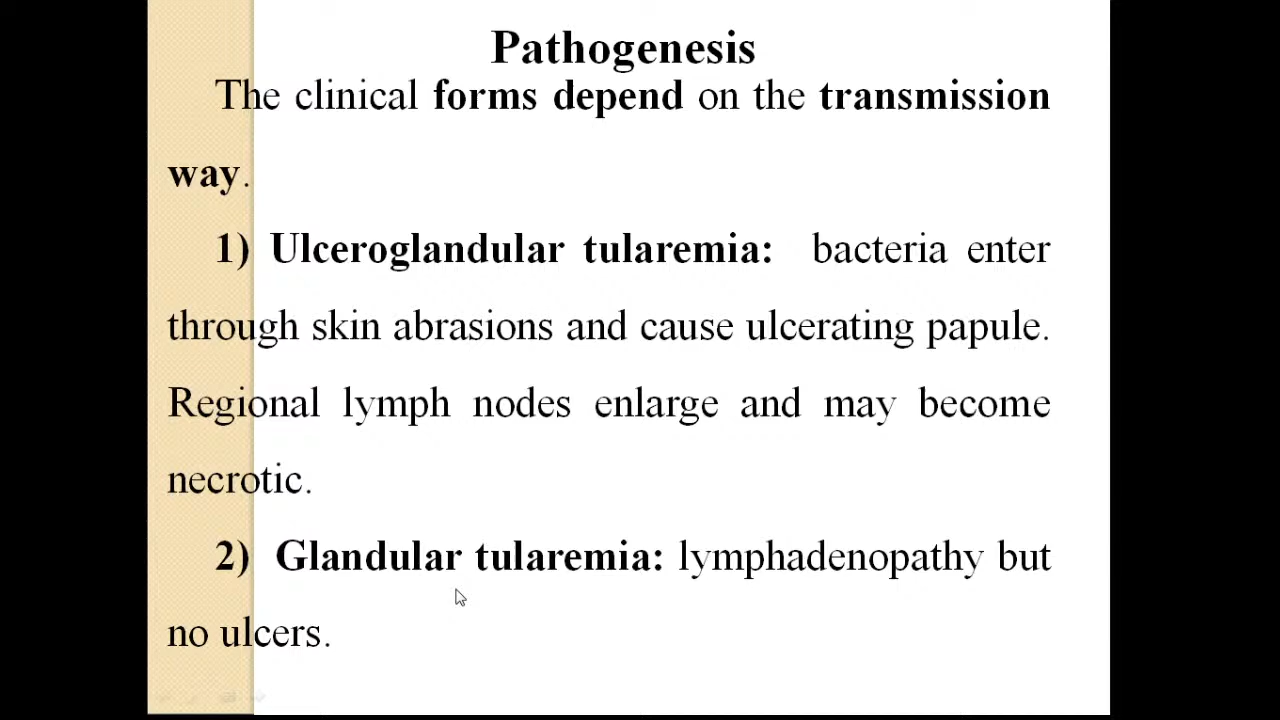 Pathogenesis
The clinical forms depend on the transmission
way.
1) Ulceroglandular tularemia: bacteria enter
through skin abrasions and cause ulcerating papule.
Regional lymph nodes enlarge and may become
necrotic.
2) Glandular tularemia: lymphadenopathy but
no ulcers.